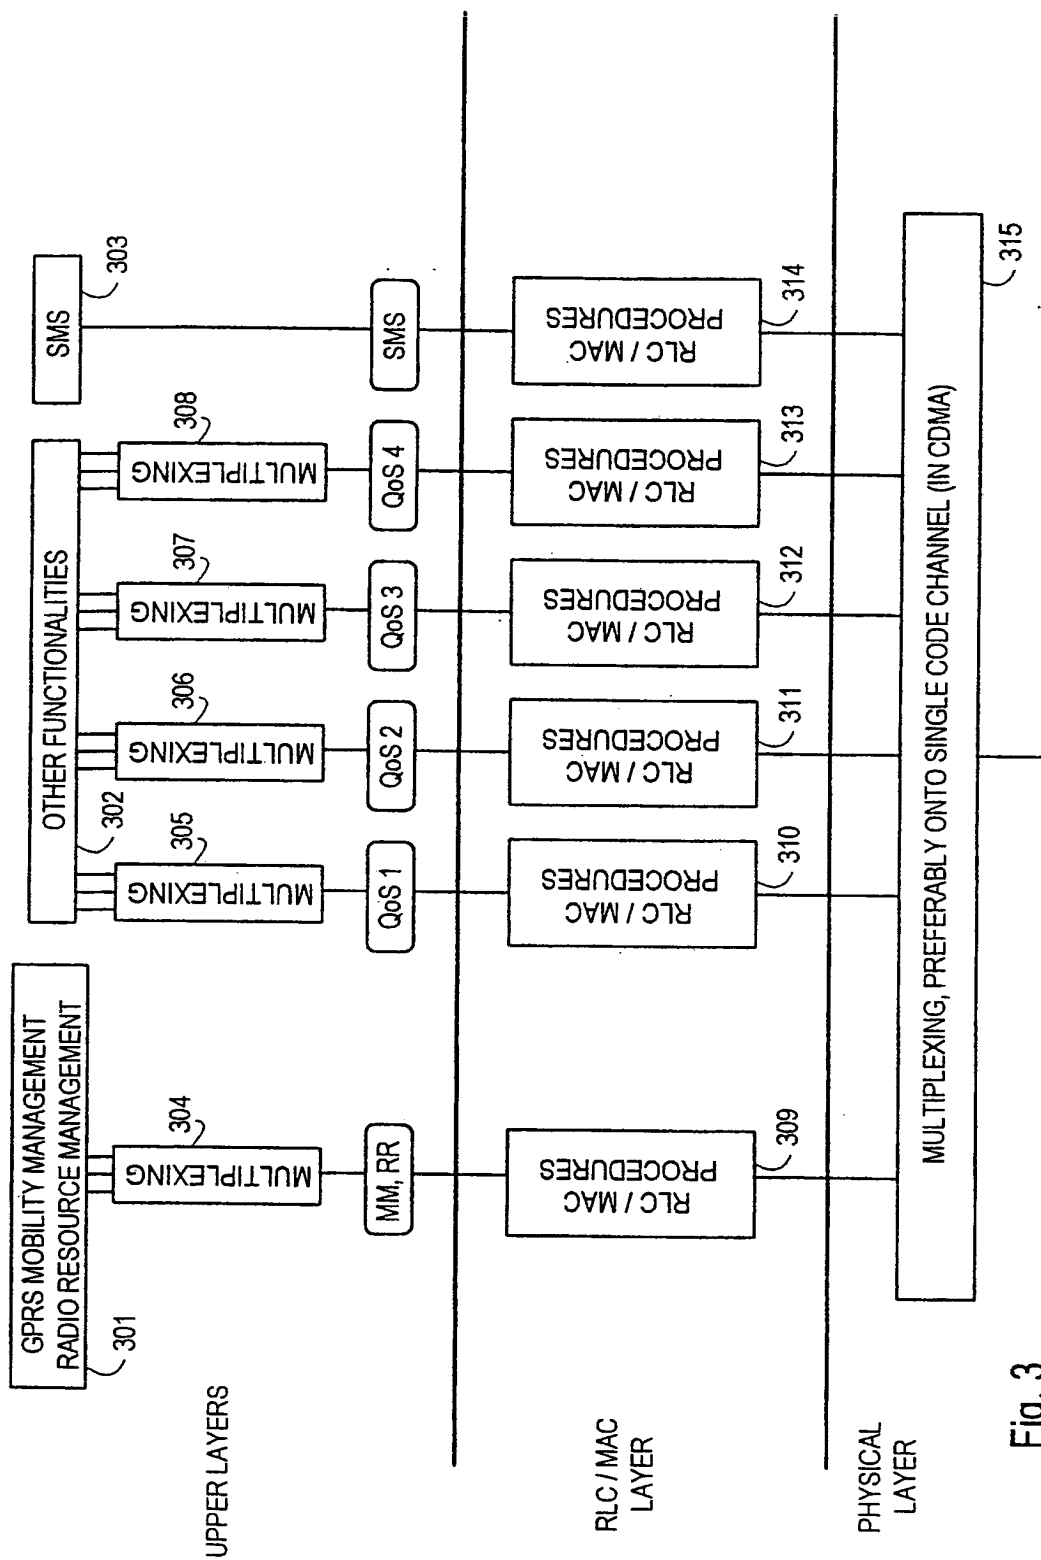 GPRS MOBILITY MANAGEMENT
RADIO RESOURCE MANAGEMENT
301
OTHER FUNCTIONALITIES
302
SMS
303
304
MULTIPLEXING
305
MULTIPLEXING
306
MULTIPLEXING
307
MULTIPLEXING
308
MULTIPLEXING
UPPER LAYERS
MM, RR
QoS 1
QoS 2
QoS 3
QoS 4
SMS
RLC / MAC
LAYER
RLC / MAC
PROCEDURES
309
RLC / MAC
PROCEDURES
310
RLC / MAC
PROCEDURES
311
RLC / MAC
PROCEDURES
312
RLC / MAC
PROCEDURES
313
RLC / MAC
PROCEDURES
314
PHYSICAL
LAYER
MULTIPLEXING, PREFERABLY ONTO SINGLE CODE CHANNEL (IN CDMA)
315
Fig. 3